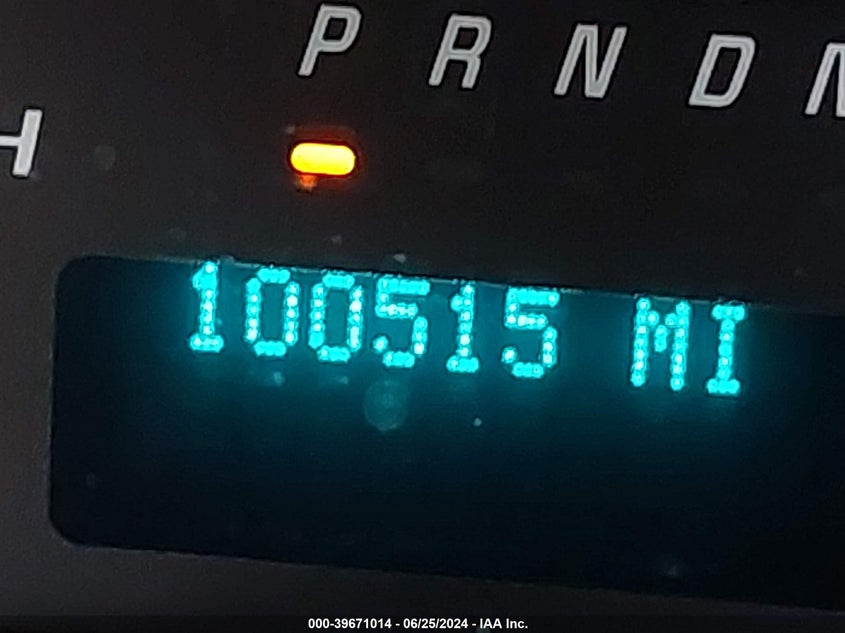 P R N D
H
100515 MI
000-39671014 - 06/25/2024 - IAA Inc.